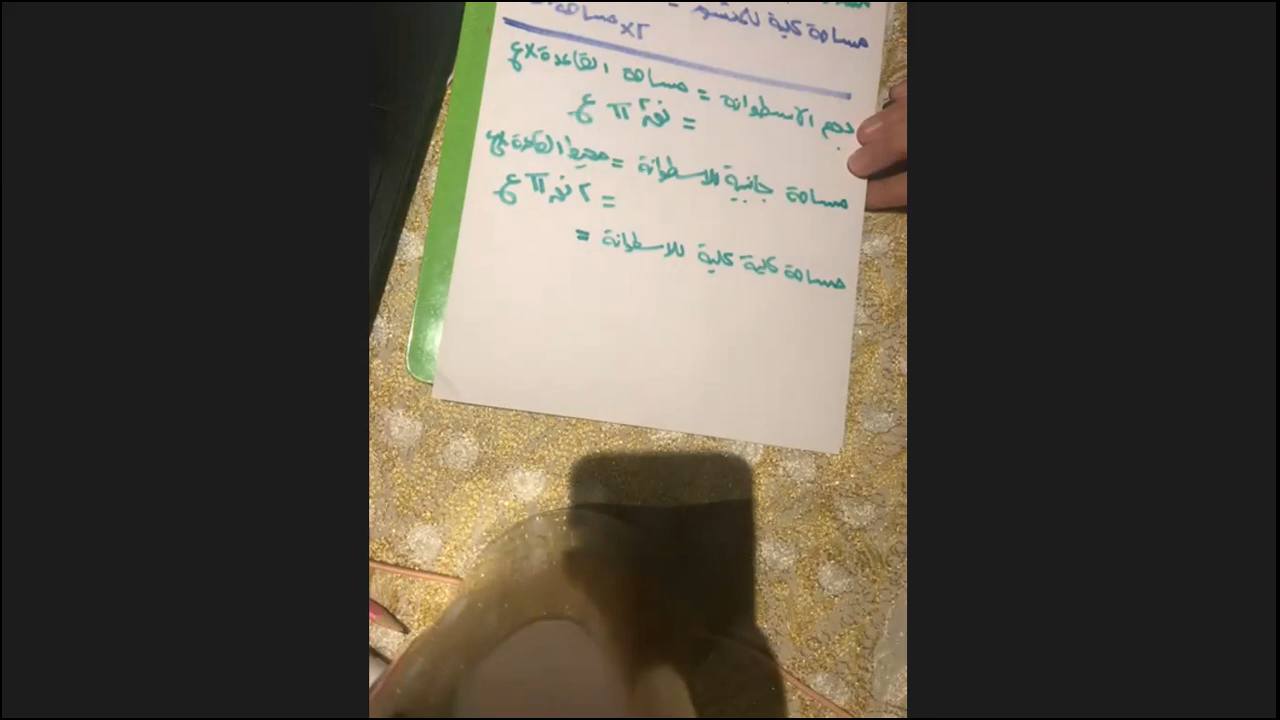 مساحة كلية للمنشور =
٢× مساحة
حجم الاسطوانة = مساحة القاعدة × ع
= نق٢ π ع
مساحة جانبية للاسطوانة = محيط القاعدة × ع
= ٢ نق π ع
مساحة كلية كلية للاسطوانة =